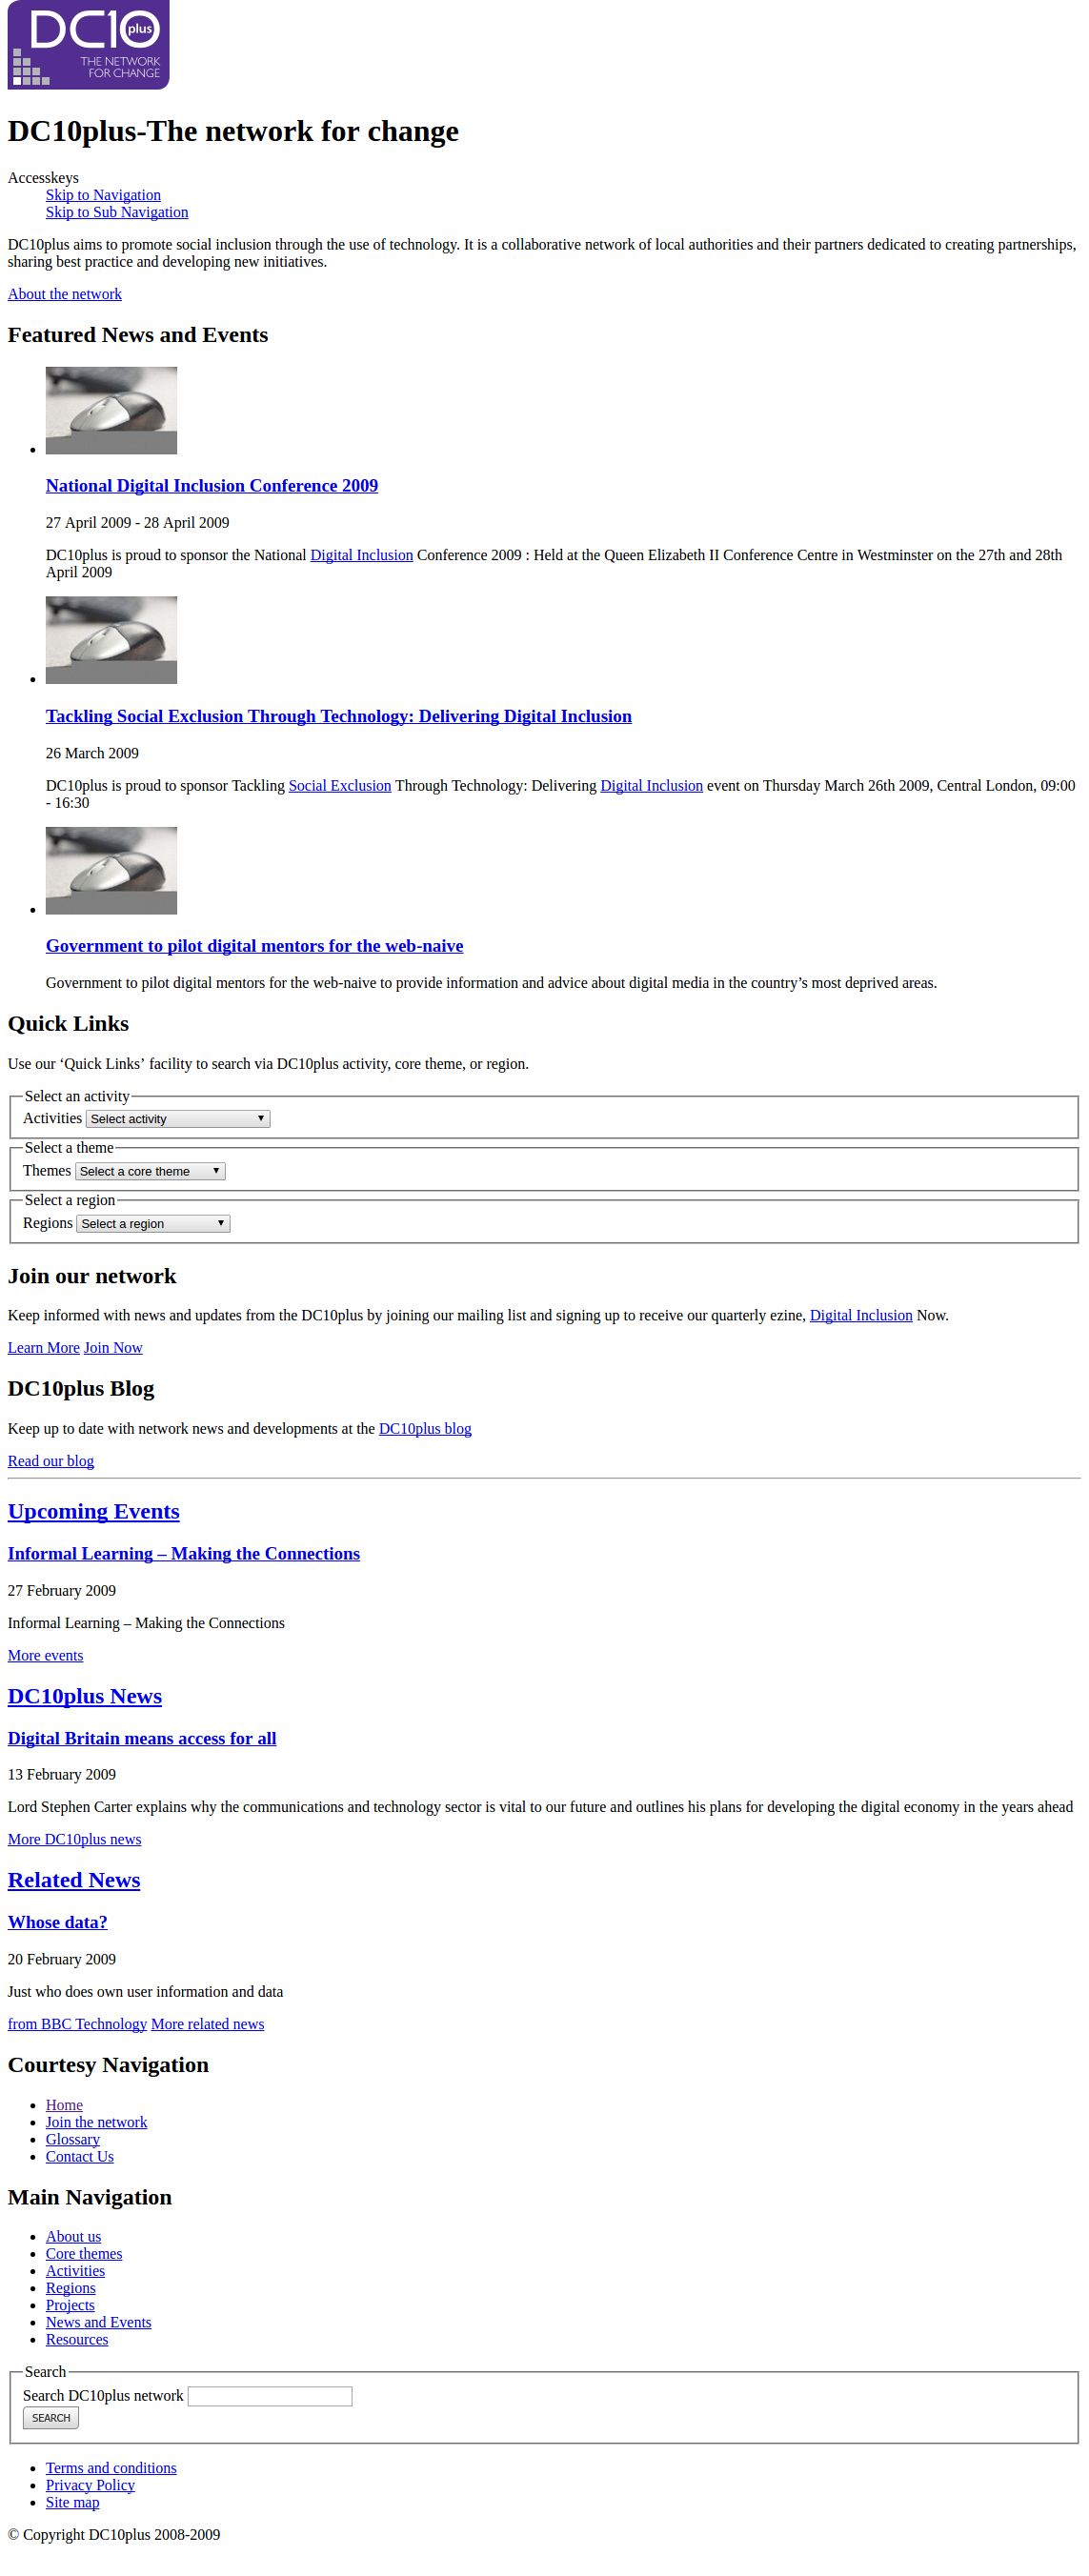 DC10 plus
THE NETWORK
FOR CHANGE
DC10plus-The network for change
Accesskeys
Skip to Navigation
Skip to Sub Navigation
DC10plus aims to promote social inclusion through the use of technology. It is a collaborative network of local authorities and their partners dedicated to creating partnerships,
sharing best practice and developing new initiatives.
About the network
Featured News and Events
National Digital Inclusion Conference 2009
27 April 2009 - 28 April 2009
DC10plus is proud to sponsor the National Digital Inclusion Conference 2009 : Held at the Queen Elizabeth II Conference Centre in Westminster on the 27th and 28th
April 2009
Tackling Social Exclusion Through Technology: Delivering Digital Inclusion
26 March 2009
DC10plus is proud to sponsor Tackling Social Exclusion Through Technology: Delivering Digital Inclusion event on Thursday March 26th 2009, Central London, 09:00
- 16:30
Government to pilot digital mentors for the web-naive
Government to pilot digital mentors for the web-naive to provide information and advice about digital media in the country’s most deprived areas.
Quick Links
Use our ‘Quick Links’ facility to search via DC10plus activity, core theme, or region.
Select an activity
Activities Select activity
Select a theme
Themes Select a core theme
Select a region
Regions Select a region
Join our network
Keep informed with news and updates from the DC10plus by joining our mailing list and signing up to receive our quarterly ezine, Digital Inclusion Now.
Learn More Join Now
DC10plus Blog
Keep up to date with network news and developments at the DC10plus blog
Read our blog
Upcoming Events
Informal Learning – Making the Connections
27 February 2009
Informal Learning – Making the Connections
More events
DC10plus News
Digital Britain means access for all
13 February 2009
Lord Stephen Carter explains why the communications and technology sector is vital to our future and outlines his plans for developing the digital economy in the years ahead
More DC10plus news
Related News
Whose data?
20 February 2009
Just who does own user information and data
from BBC Technology More related news
Courtesy Navigation
Home
Join the network
Glossary
Contact Us
Main Navigation
About us
Core themes
Activities
Regions
Projects
News and Events
Resources
Search
Search DC10plus network
SEARCH
Terms and conditions
Privacy Policy
Site map
© Copyright DC10plus 2008-2009